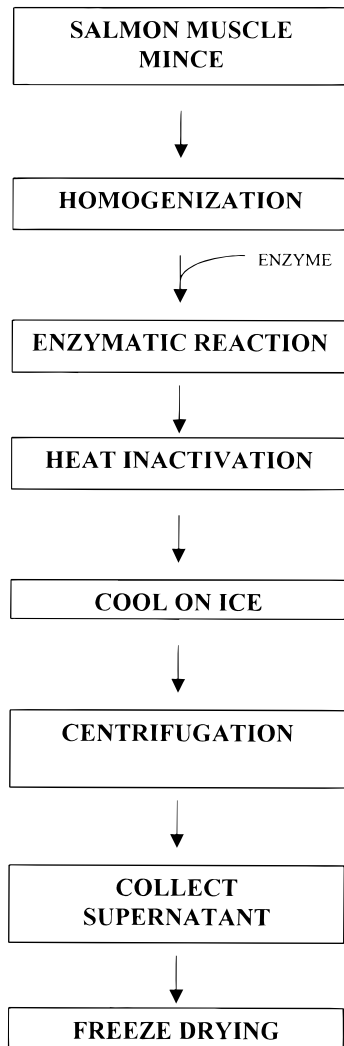 SALMON MUSCLE
MINCE
HOMOGENIZATION
ENZYME
ENZYMATIC REACTION
HEAT INACTIVATION
COOL ON ICE
CENTRIFUGATION
COLLECT
SUPERNATANT
FREEZE DRYING